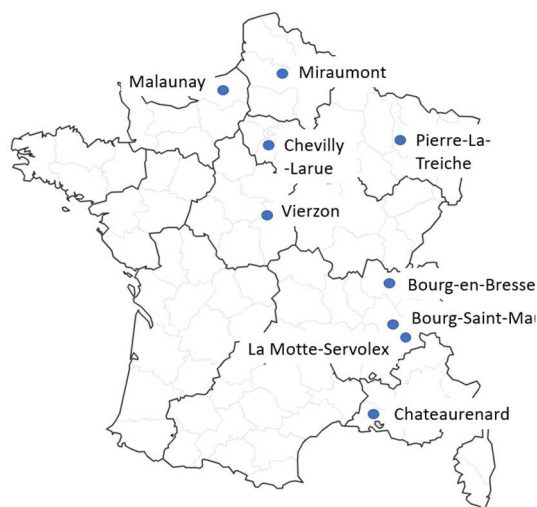 Miraumont
Malaunay
Chevilly
-Larue
Pierre-La-
Treiche
Vierzon
Bourg-en-Bresse
Bourg-Saint-Mau
La Motte-Servolex
Chateaurenard